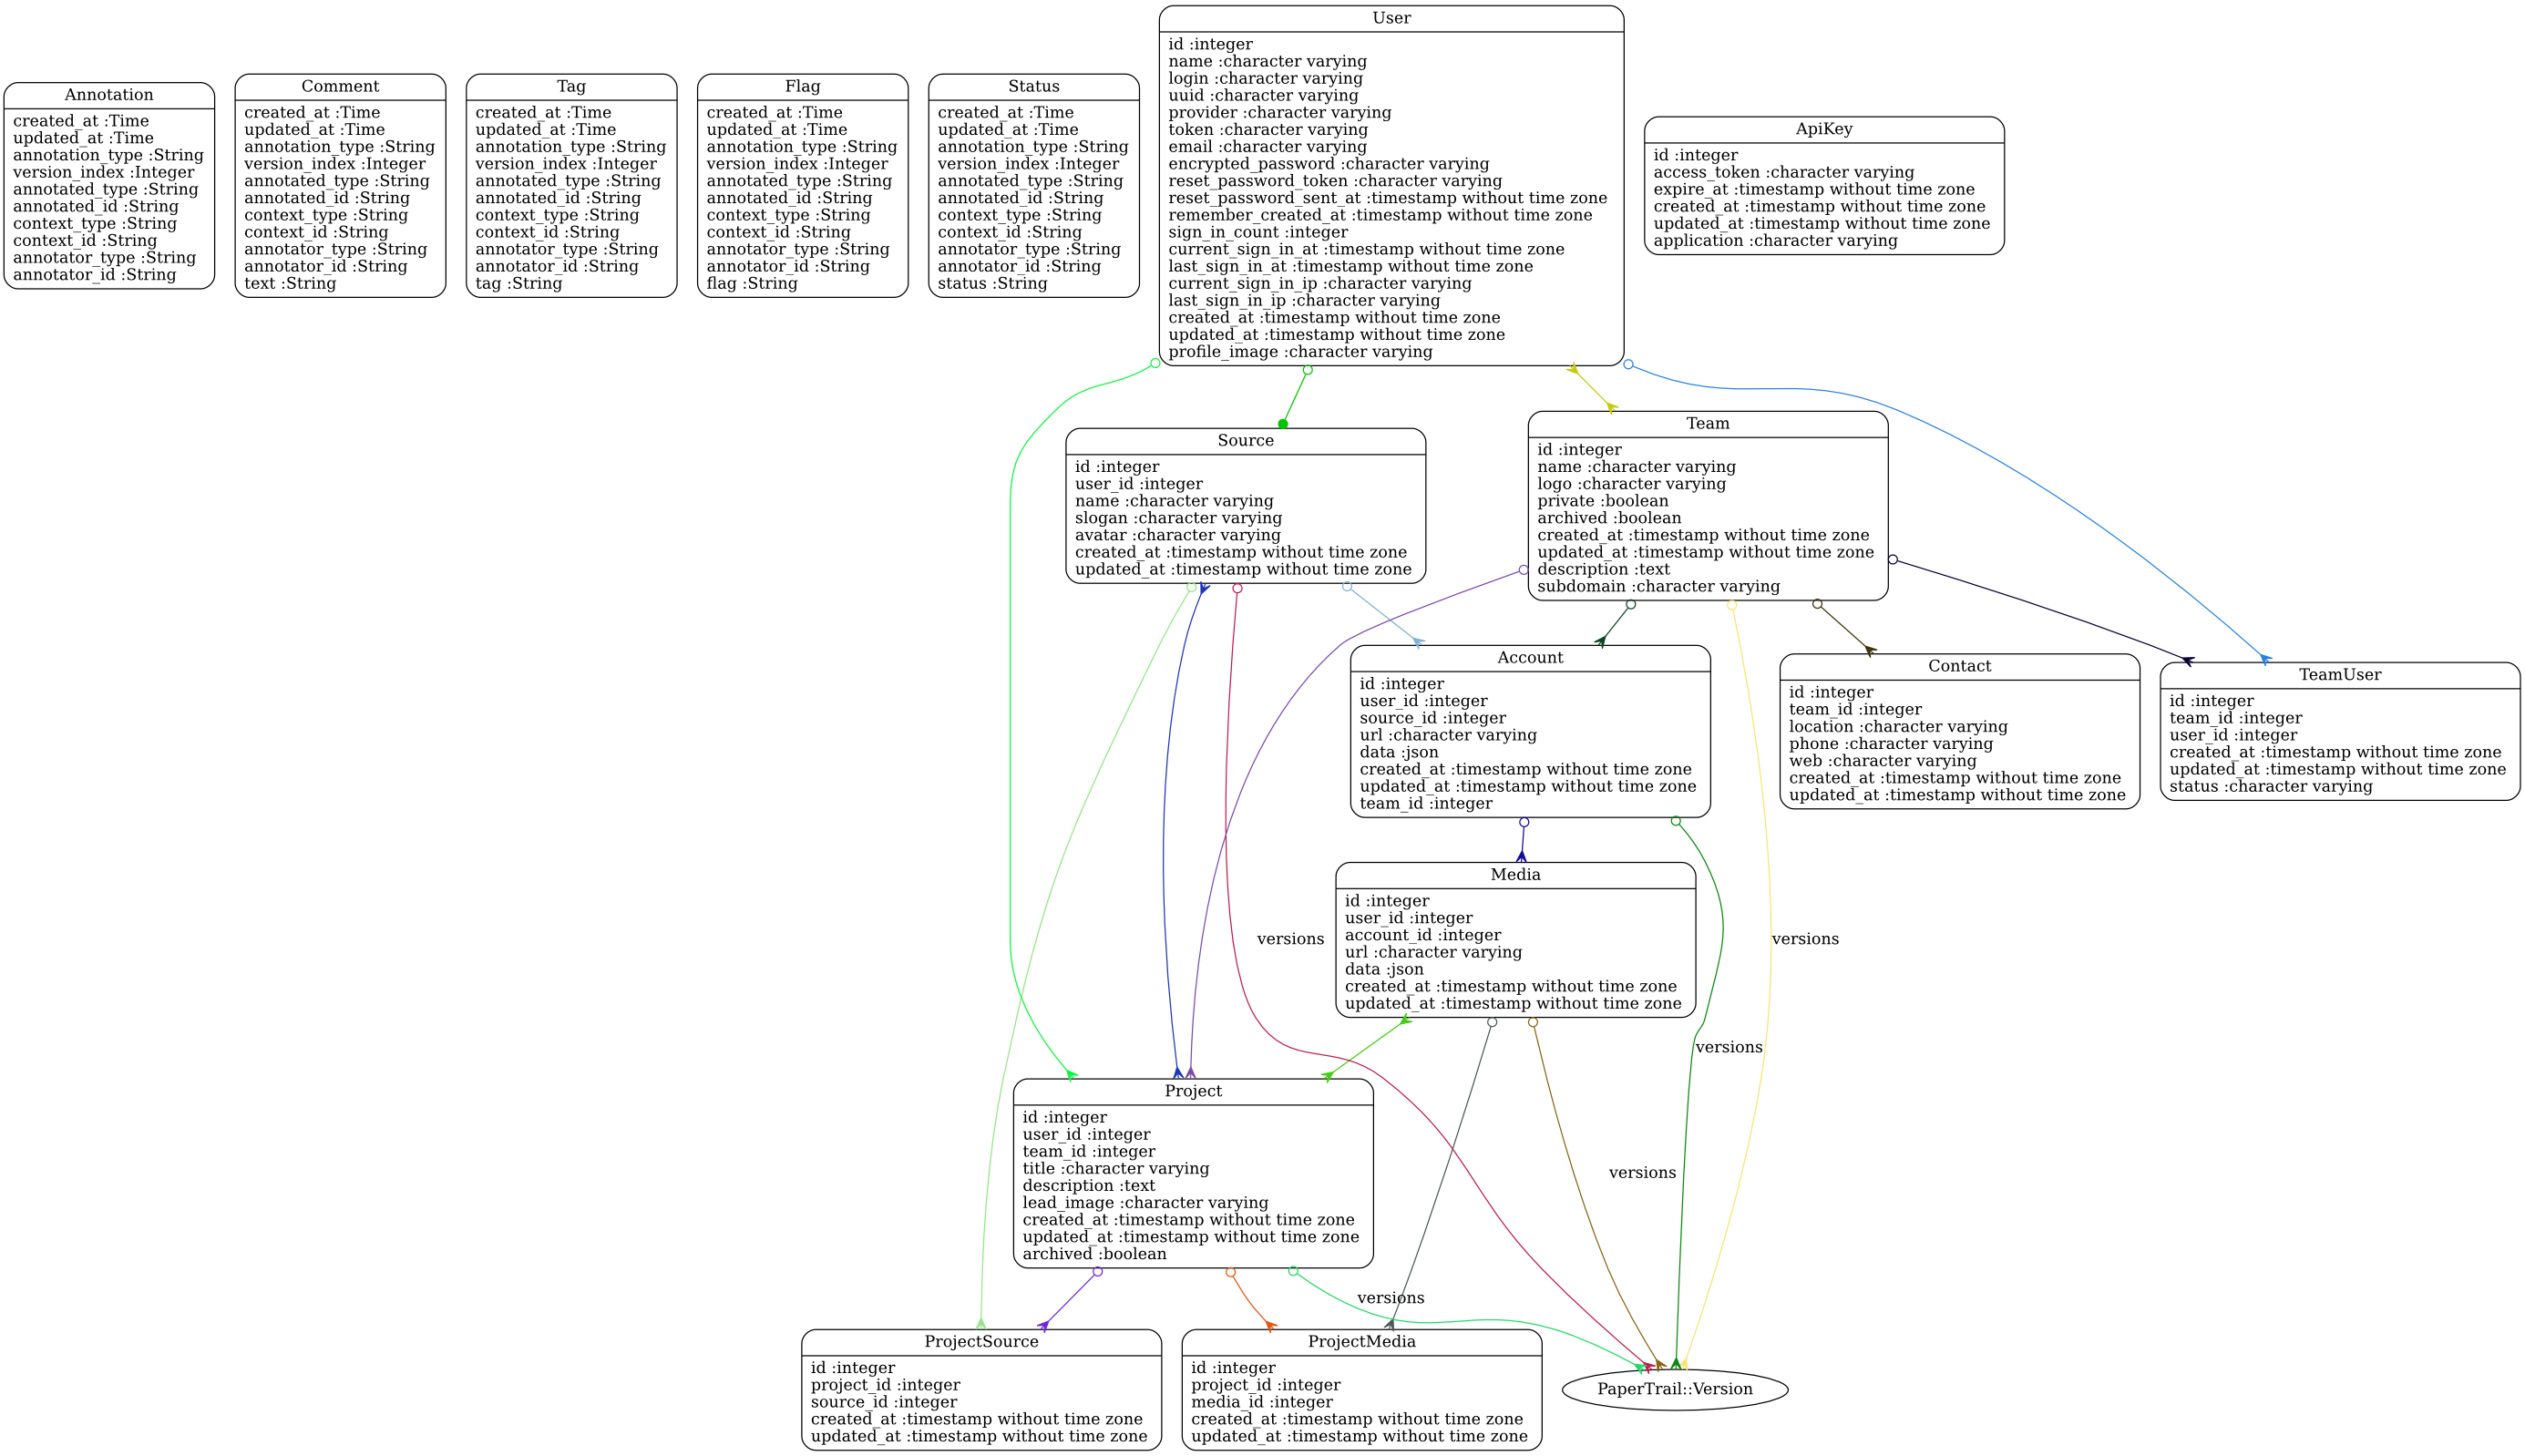 Annotation
created_at :Time
updated_at :Time
annotation_type :String
version_index :Integer
annotated_type :String
annotated_id :String
context_type :String
context_id :String
annotator_type :String
annotator_id :String
Comment
created_at :Time
updated_at :Time
annotation_type :String
version_index :Integer
annotated_type :String
annotated_id :String
context_type :String
context_id :String
annotator_type :String
annotator_id :String
text :String
Tag
created_at :Time
updated_at :Time
annotation_type :String
version_index :Integer
annotated_type :String
annotated_id :String
context_type :String
context_id :String
annotator_type :String
annotator_id :String
tag :String
Flag
created_at :Time
updated_at :Time
annotation_type :String
version_index :Integer
annotated_type :String
annotated_id :String
context_type :String
context_id :String
annotator_type :String
annotator_id :String
flag :String
Status
created_at :Time
updated_at :Time
annotation_type :String
version_index :Integer
annotated_type :String
annotated_id :String
context_type :String
context_id :String
annotator_type :String
annotator_id :String
status :String
User
id :integer
name :character varying
login :character varying
uuid :character varying
provider :character varying
token :character varying
email :character varying
encrypted_password :character varying
reset_password_token :character varying
reset_password_sent_at :timestamp without time zone
remember_created_at :timestamp without time zone
sign_in_count :integer
current_sign_in_at :timestamp without time zone
last_sign_in_at :timestamp without time zone
current_sign_in_ip :character varying
last_sign_in_ip :character varying
created_at :timestamp without time zone
updated_at :timestamp without time zone
profile_image :character varying
ApiKey
id :integer
access_token :character varying
expire_at :timestamp without time zone
created_at :timestamp without time zone
updated_at :timestamp without time zone
application :character varying
Source
id :integer
user_id :integer
name :character varying
slogan :character varying
avatar :character varying
created_at :timestamp without time zone
updated_at :timestamp without time zone
Team
id :integer
name :character varying
logo :character varying
private :boolean
archived :boolean
created_at :timestamp without time zone
updated_at :timestamp without time zone
description :text
subdomain :character varying
Account
id :integer
user_id :integer
source_id :integer
url :character varying
data :json
created_at :timestamp without time zone
updated_at :timestamp without time zone
team_id :integer
Contact
id :integer
team_id :integer
location :character varying
phone :character varying
web :character varying
created_at :timestamp without time zone
updated_at :timestamp without time zone
TeamUser
id :integer
team_id :integer
user_id :integer
created_at :timestamp without time zone
updated_at :timestamp without time zone
status :character varying
Media
id :integer
user_id :integer
account_id :integer
url :character varying
data :json
created_at :timestamp without time zone
updated_at :timestamp without time zone
versions
versions
versions
Project
id :integer
user_id :integer
team_id :integer
title :character varying
description :text
lead_image :character varying
created_at :timestamp without time zone
updated_at :timestamp without time zone
archived :boolean
versions
versions
ProjectSource
id :integer
project_id :integer
source_id :integer
created_at :timestamp without time zone
updated_at :timestamp without time zone
ProjectMedia
id :integer
project_id :integer
media_id :integer
created_at :timestamp without time zone
updated_at :timestamp without time zone
PaperTrail::Version